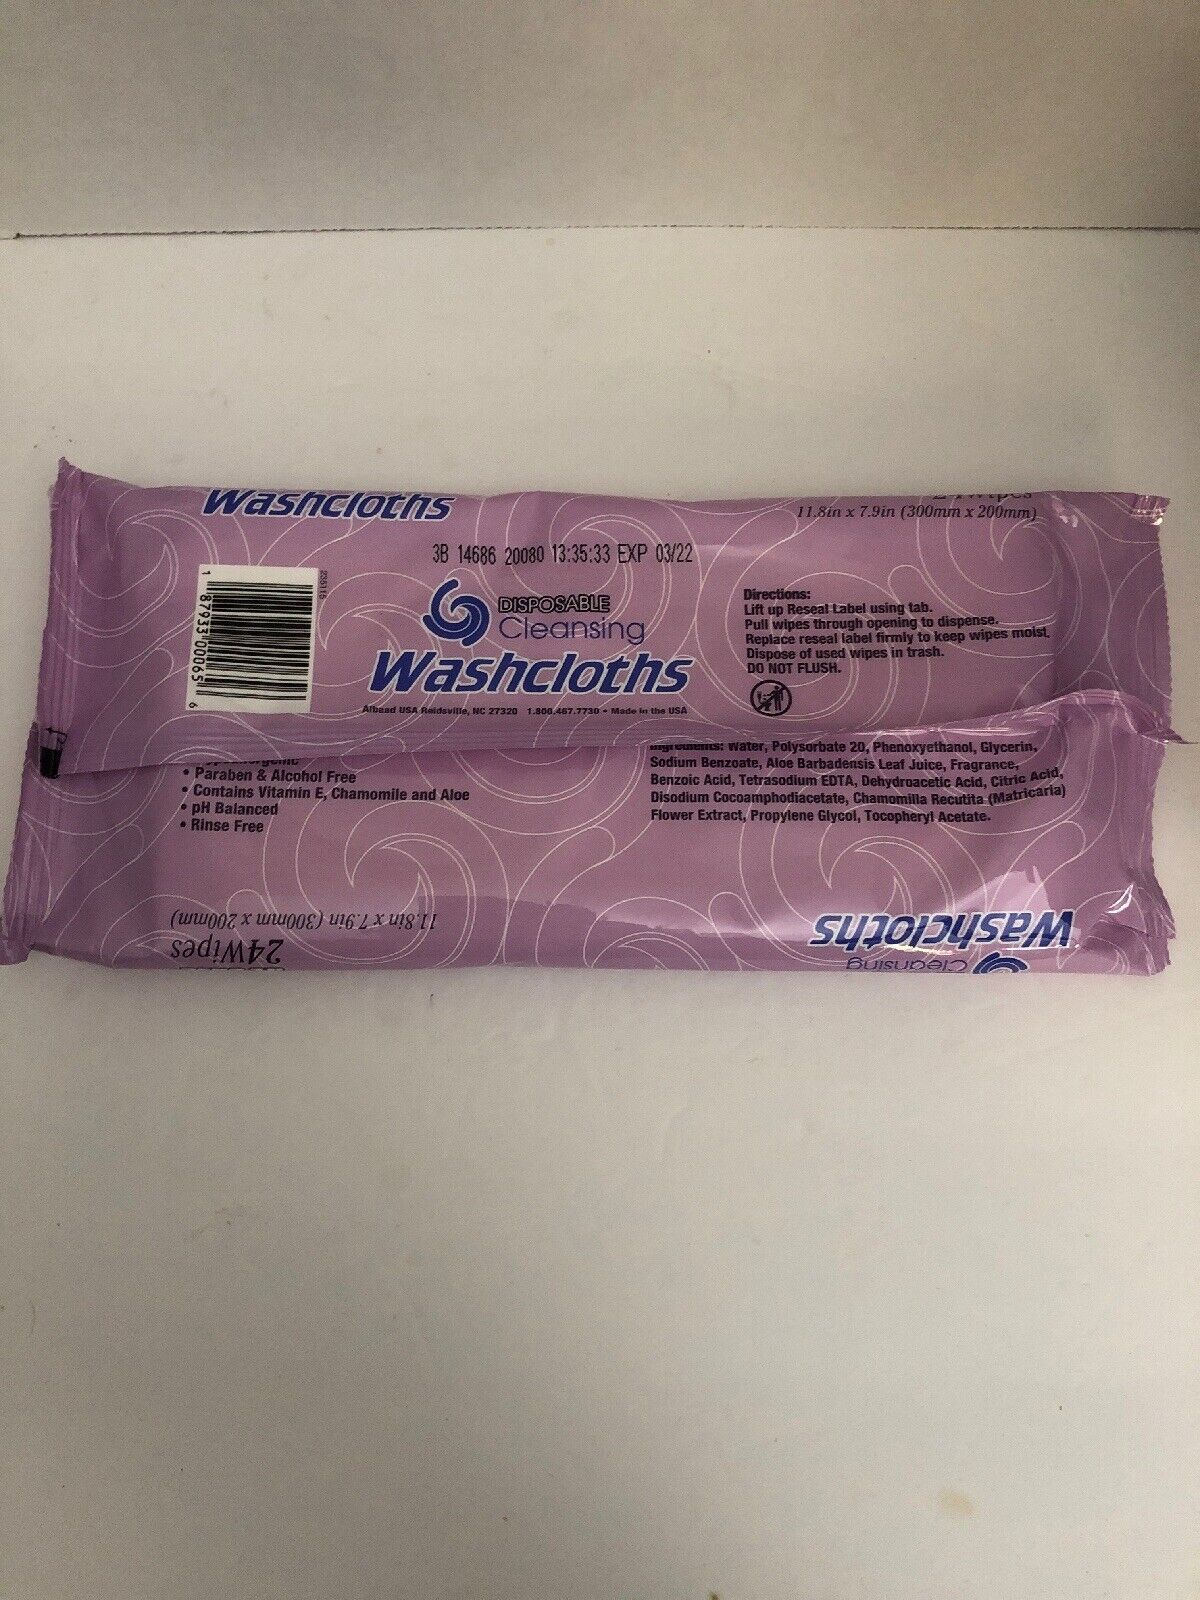 Washcloths
24Wipes
11.8in x 7.9in (300mm x 200mm)
3B 14686 20080 13:35:33 EXP 03/22
236116
1 87933 00065 6
DISPOSABLE
Cleansing
Washcloths
Albaad USA Reidsville, NC 27320 1.800.467.7730 • Made in the USA
Directions:
Lift up Reseal Label using tab.
Pull wipes through opening to dispense.
Replace reseal label firmly to keep wipes moist.
Dispose of used wipes in trash.
DO NOT FLUSH.
• Paraben & Alcohol Free
• Contains Vitamin E, Chamomile and Aloe
• pH Balanced
• Rinse Free
Ingredients: Water, Polysorbate 20, Phenoxyethanol, Glycerin,
Sodium Benzoate, Aloe Barbadensis Leaf Juice, Fragrance,
Benzoic Acid, Tetrasodium EDTA, Dehydroacetic Acid, Citric Acid,
Disodium Cocoamphodiacetate, Chamomilla Recutita (Matricaria)
Flower Extract, Propylene Glycol, Tocopheryl Acetate.
24Wipes
11.8in x 7.9in (300mm x 200mm)
Cleansing
Washcloths